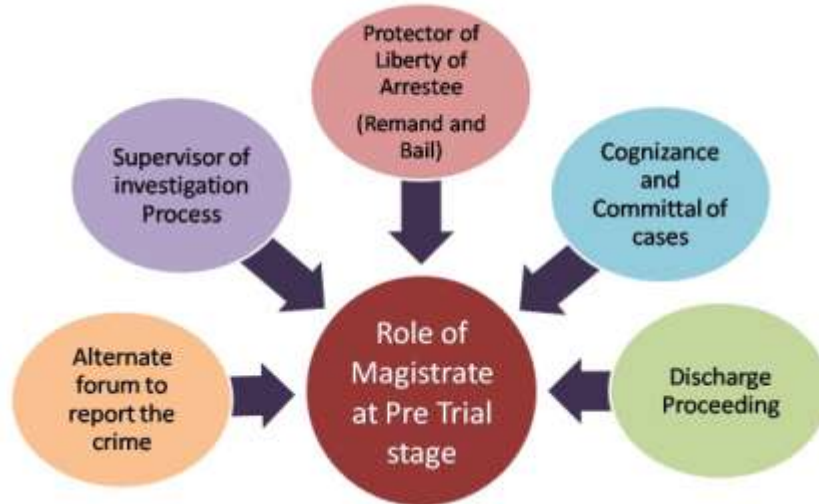 Protector of
Liberty of
Arrestee
(Remand and
Bail)
Supervisor of
investigation
Process
Cognizance
and
Committal of
cases
Alternate
forum to
report the
crime
Role of
Magistrate
at Pre Trial
stage
Discharge
Proceeding